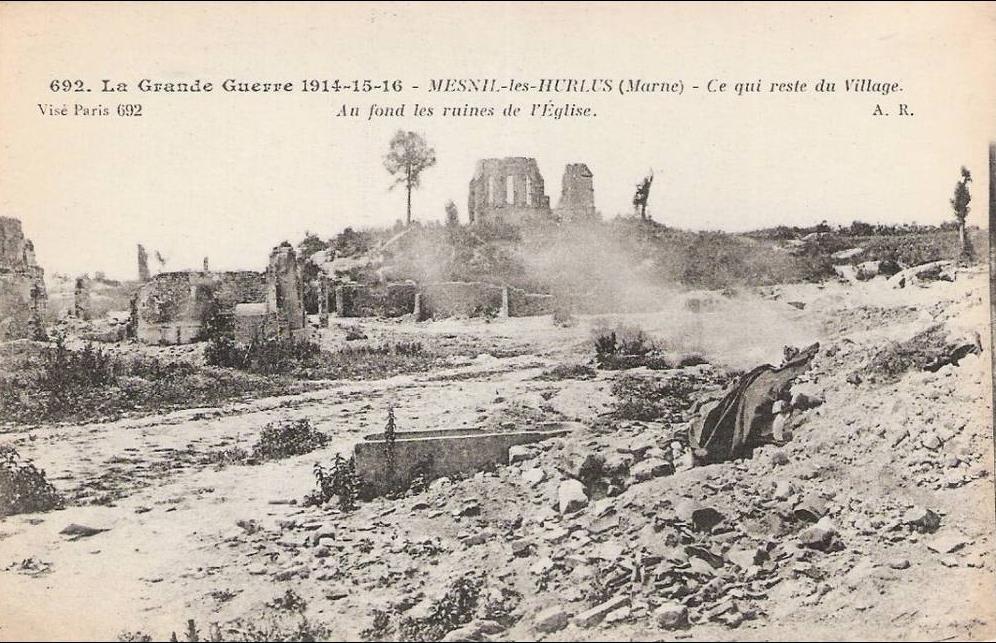 692. La Grande Guerre 1914-15-16 - MESNIL-les-HURLUS (Marne) - Ce qui reste du Village.
Visé Paris 692 Au fond les ruines de l'Église. A. R.